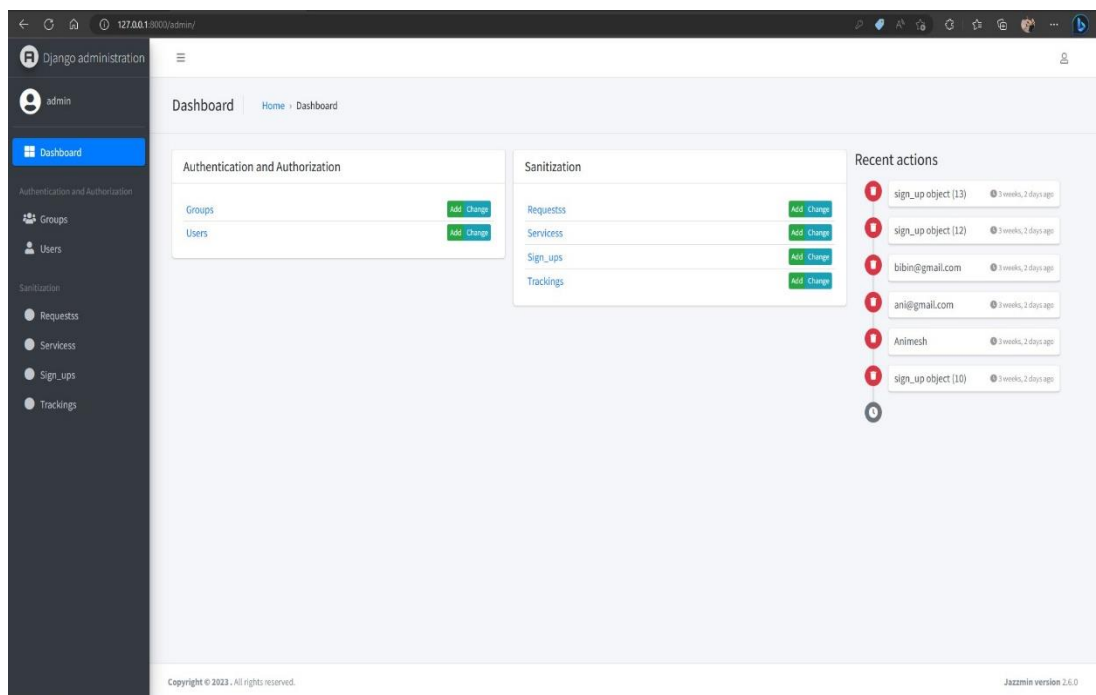 127.0.0.1:8000/admin/
Django administration
admin
Dashboard
Authentication and Authorization
Groups
Users
Sanitization
Requestss
Servicess
Sign_ups
Trackings
Dashboard
Home › Dashboard
Authentication and Authorization
Groups Add Change
Users Add Change
Sanitization
Requestss Add Change
Servicess Add Change
Sign_ups Add Change
Trackings Add Change
Recent actions
sign_up object (13) 3 weeks, 2 days ago
sign_up object (12) 3 weeks, 2 days ago
bibin@gmail.com 3 weeks, 2 days ago
ani@gmail.com 3 weeks, 2 days ago
Animesh 3 weeks, 2 days ago
sign_up object (10) 3 weeks, 2 days ago
Copyright © 2023 . All rights reserved.
Jazzmin version 2.6.0